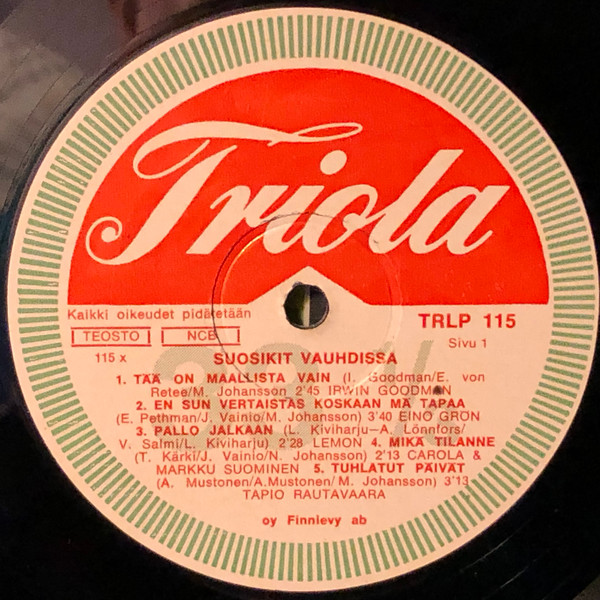 Triola
Kaikki oikeudet pidätetään
TEOSTO NCB
TRLP 115
Sivu 1
115 x
SUOSIKIT VAUHDISSA
1. TÄÄ ON MAALLISTA VAIN (I. Goodman/E. von
Retee/M. Johansson) 2'45 IRWIN GOODMAN
2. EN SUN VERTAISTAS KOSKAAN MÄ TAPAA
(E. Pethman/J. Vainio/M. Johansson) 3'40 EINO GRÖN
3. PALLO JALKAAN (L. Kiviharju—A. Lönnfors/
V. Salmi/L. Kiviharju) 2'28 LEMON 4. MIKÄ TILANNE
(T. Kärki/J. Vainio/N. Johansson) 2'13 CAROLA &
MARKKU SUOMINEN 5. TUHLATUT PÄIVÄT
(A. Mustonen/A.Mustonen/M. Johansson) 3'13
TAPIO RAUTAVAARA
oy Finnlevy ab